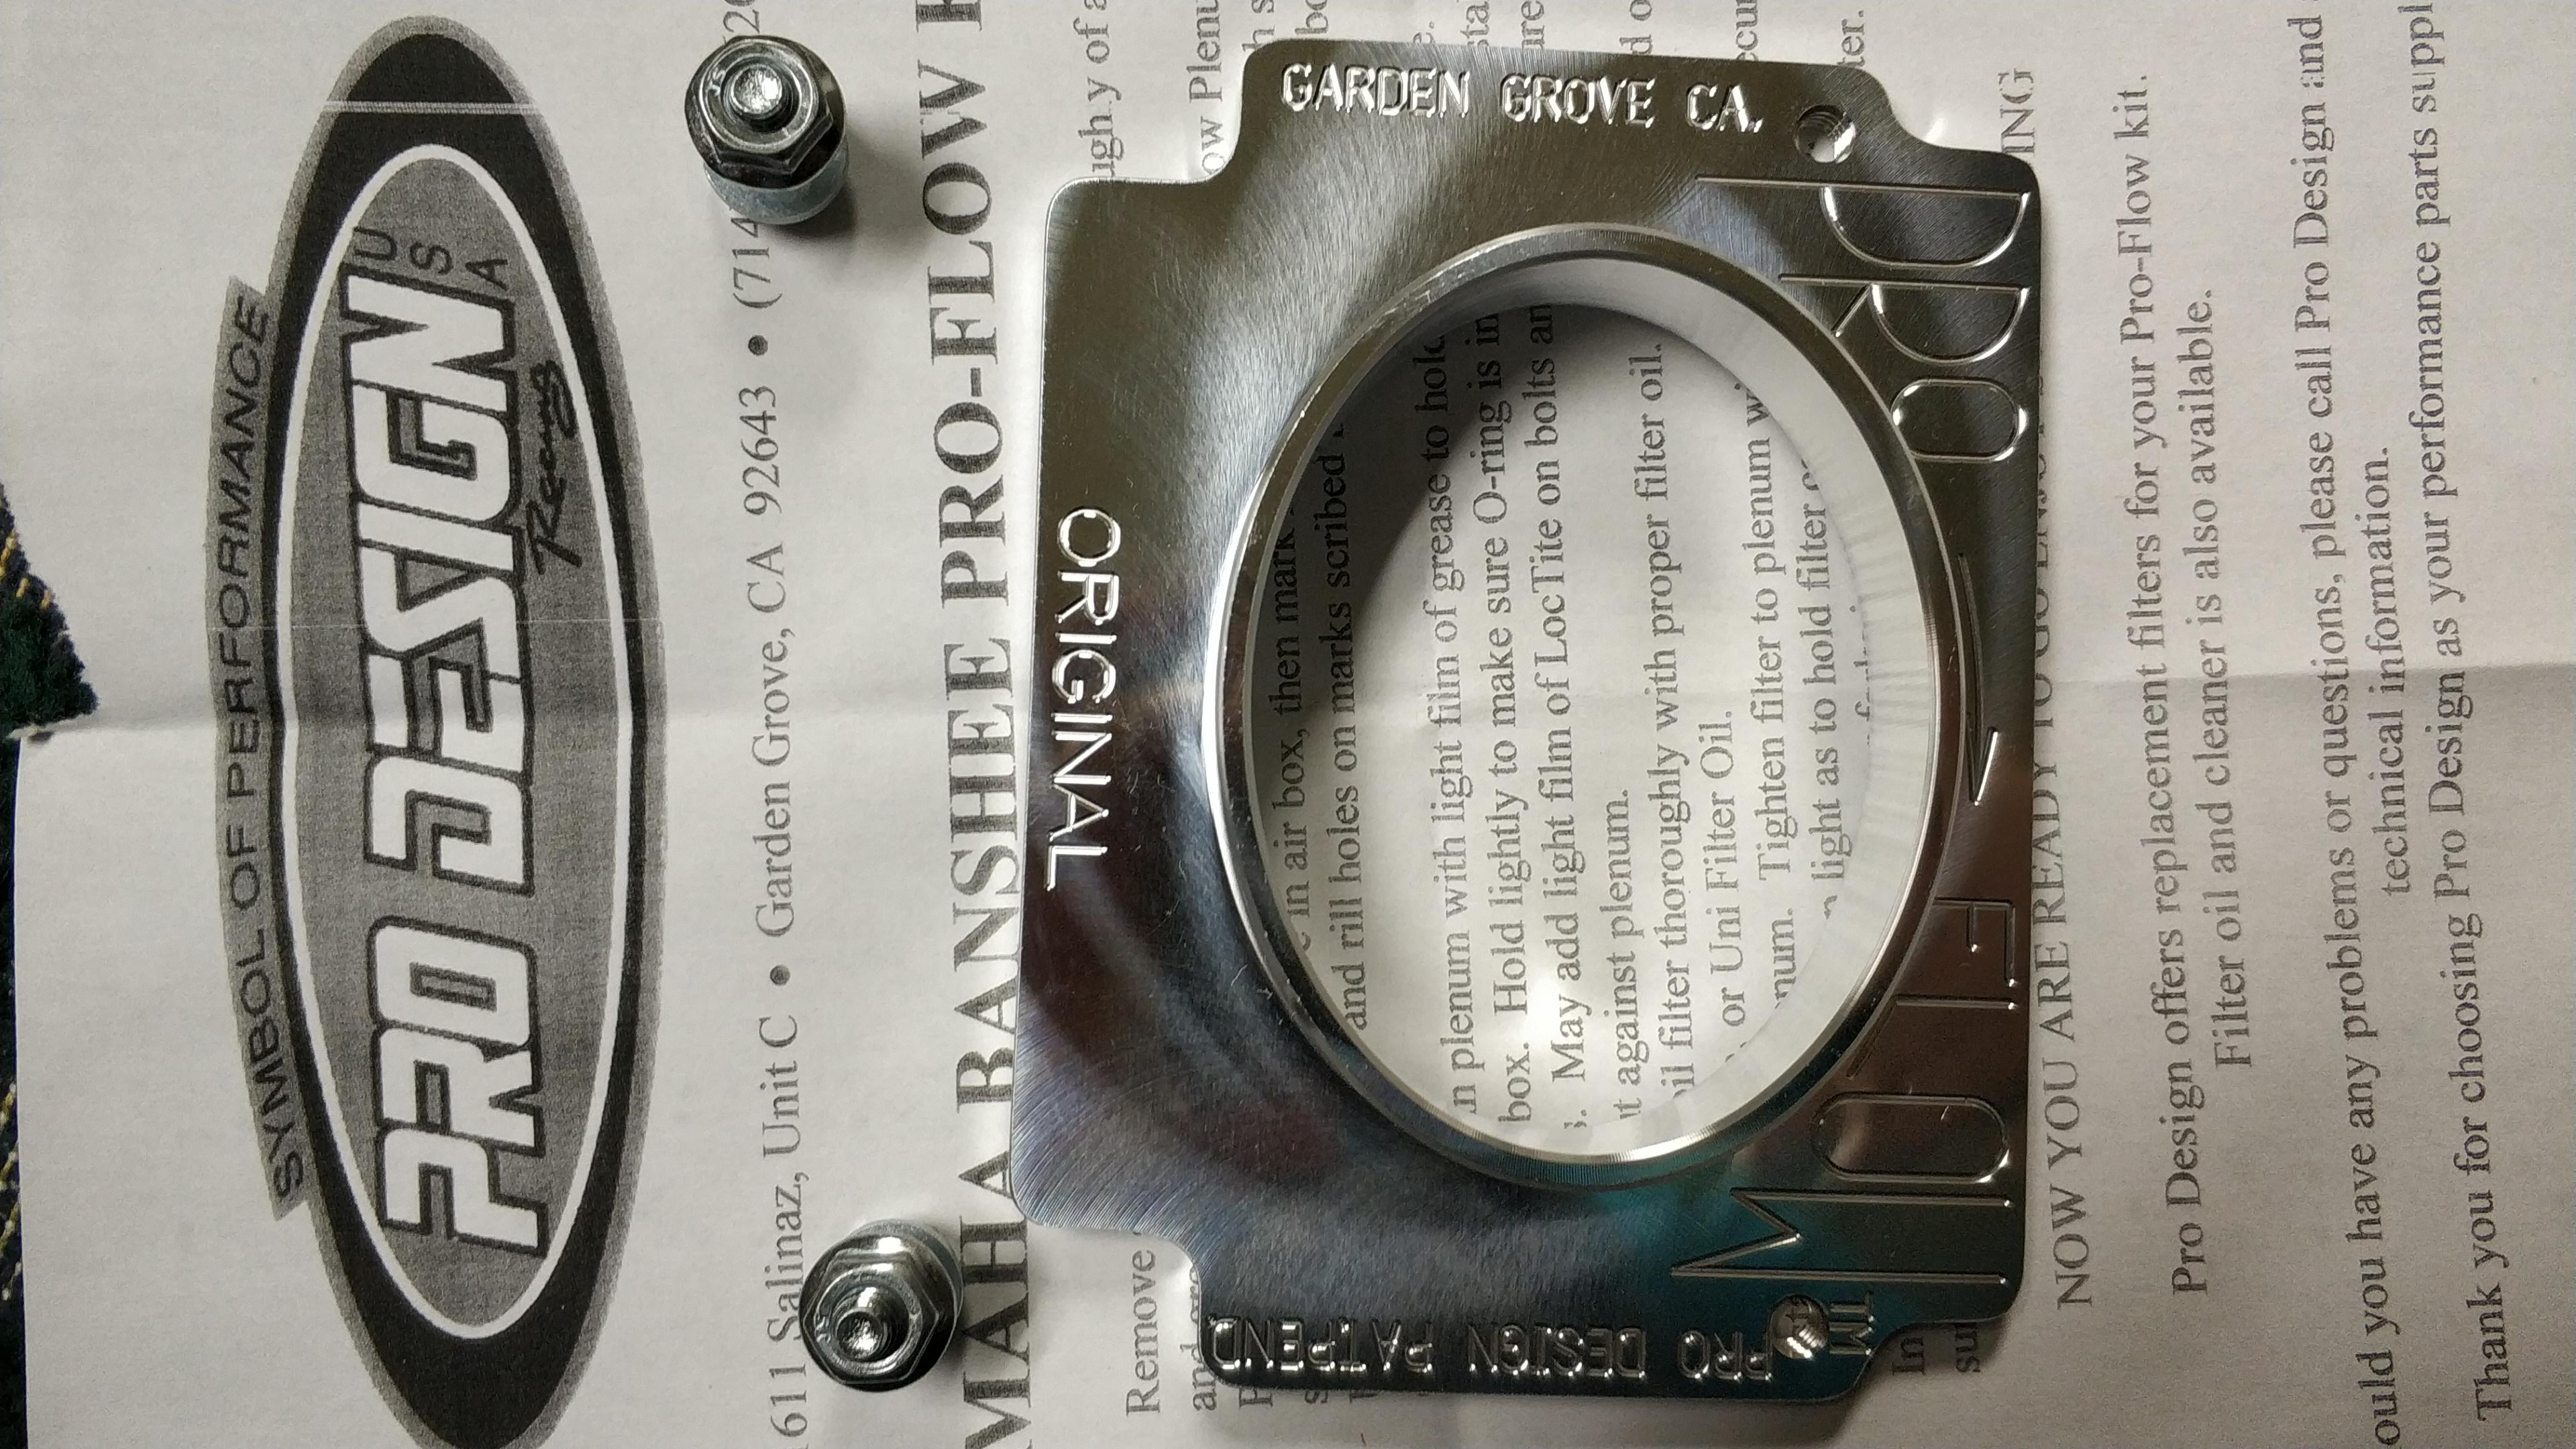 SYMBOL OF PERFORMANCE
PRO DESIGN
Racing
U
S
A
611 Salinaz, Unit C • Garden Grove, CA 92643 • (714
BANSHEE PRO-FLOW
Remove
in air box, then mark
and rill holes on marks scribed
plenum with light film of grease to hold
box. Hold lightly to make sure O-ring is in
May add light film of LocTite on bolts
against plenum.
filter thoroughly with proper filter oil.
or Uni Filter Oil.
Tighten filter to plenum
light as to hold filter
NOW YOU ARE READY TO
Pro Design offers replacement filters for your Pro-Flow kit.
Filter oil and cleaner is also available.
ould you have any problems or questions, please call Pro Design and
technical information.
Thank you for choosing Pro Design as your performance parts suppl
PRO DESIGN PATPEND
ORIGINAL
PRO FLOW
TM
GARDEN GROVE CA.